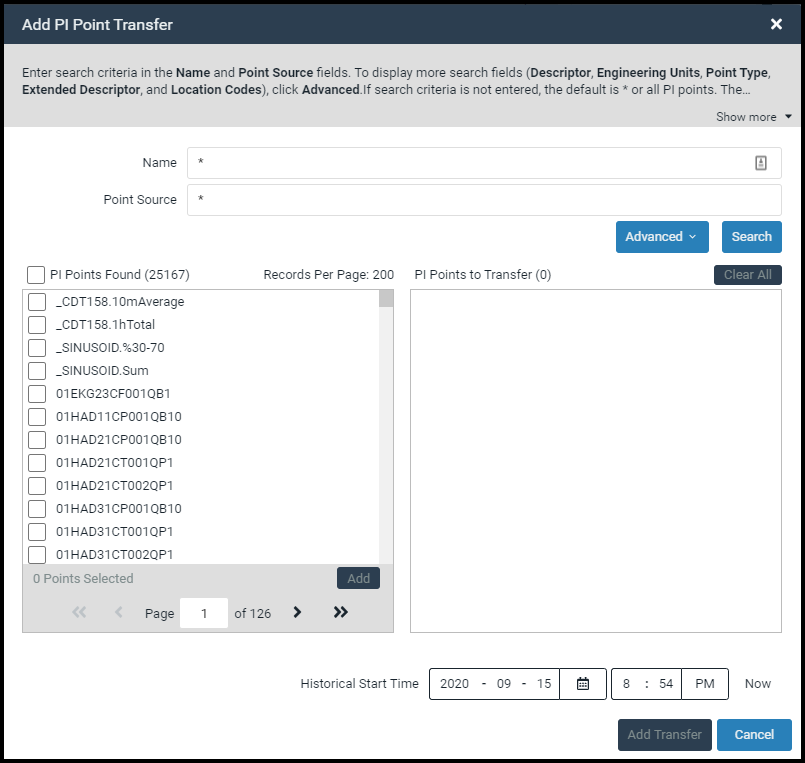 Add PI Point Transfer
Enter search criteria in the Name and Point Source fields. To display more search fields (Descriptor, Engineering Units, Point Type,
Extended Descriptor, and Location Codes), click Advanced.If search criteria is not entered, the default is * or all PI points. The...
Show more
Name *
Point Source *
Advanced Search
PI Points Found (25167) Records Per Page: 200 PI Points to Transfer (0) Clear All
_CDT158.10mAverage
_CDT158.1hTotal
_SINUSOID.%30-70
_SINUSOID.Sum
01EKG23CF001QB1
01HAD11CP001QB10
01HAD21CP001QB10
01HAD21CT001QP1
01HAD21CT002QP1
01HAD31CP001QB10
01HAD31CT001QP1
01HAD31CT002QP1
0 Points Selected Add
Page 1 of 126
Historical Start Time 2020 - 09 - 15 8 : 54 PM Now
Add Transfer Cancel